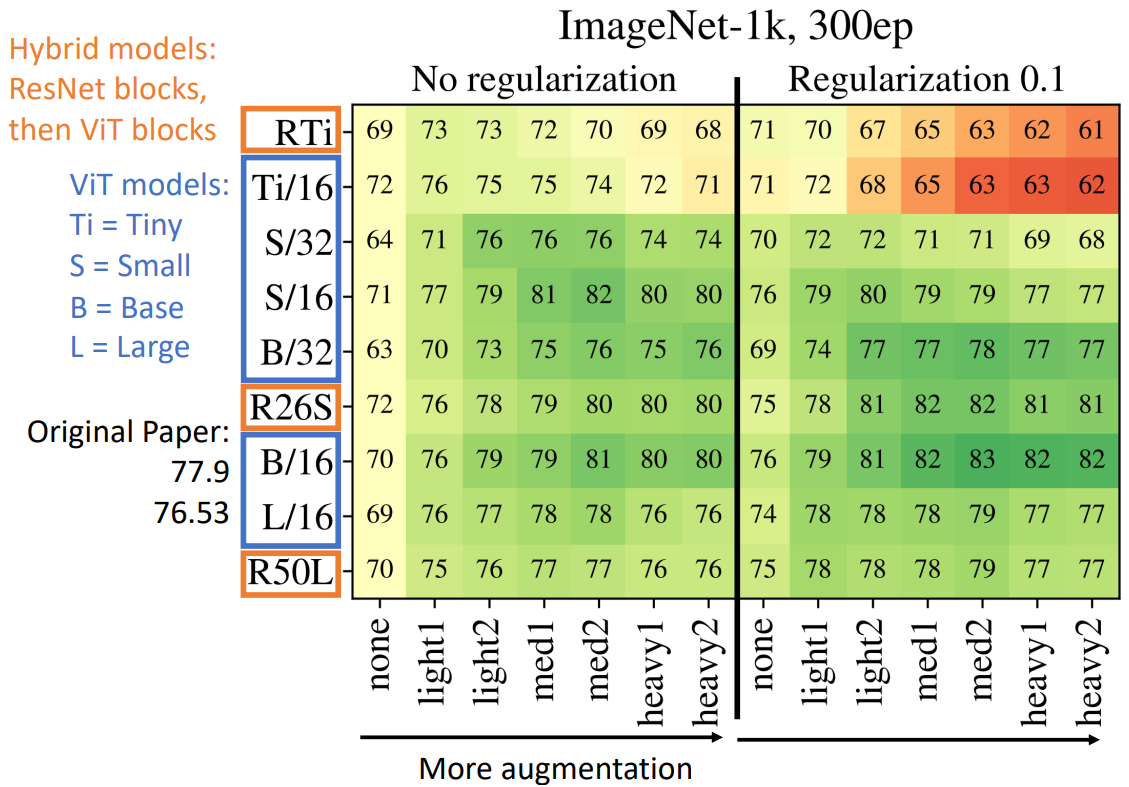 ImageNet-1k, 300ep
Hybrid models:
ResNet blocks,
then ViT blocks
No regularization
Regularization 0.1
RTi 69 73 73 72 70 69 68 71 70 67 65 63 62 61
ViT models:
Ti = Tiny
S = Small
B = Base
L = Large
Ti/16 72 76 75 75 74 72 71 71 72 68 65 63 63 62
S/32 64 71 76 76 76 74 74 70 72 72 71 71 69 68
S/16 71 77 79 81 82 80 80 76 79 80 79 79 77 77
B/32 63 70 73 75 76 75 76 69 74 77 77 78 77 77
R26S 72 76 78 79 80 80 80 75 78 81 82 82 81 81
Original Paper:
77.9
76.53
B/16 70 76 79 79 81 80 80 76 79 81 82 83 82 82
L/16 69 76 77 78 78 76 76 74 78 78 78 79 77 77
R50L 70 75 76 77 77 76 76 75 78 78 78 79 77 77
none light1 light2 med1 med2 heavy1 heavy2 none light1 light2 med1 med2 heavy1 heavy2
More augmentation